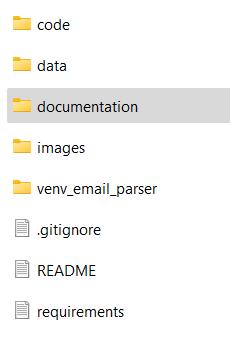 code
data
documentation
images
venv_email_parser
.gitignore
README
requirements